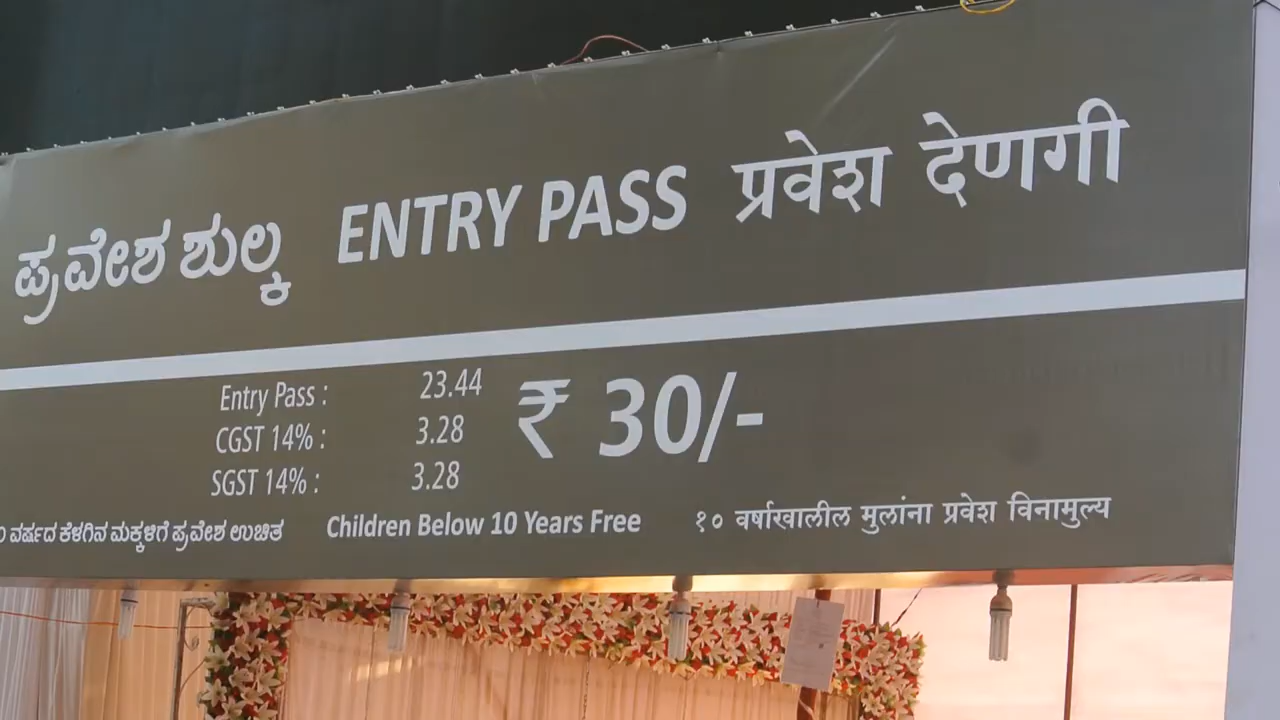 ಪ್ರವೇಶ ಶುಲ್ಕ ENTRY PASS प्रवेश देणगी
Entry Pass : 23.44
CGST 14% : 3.28
SGST 14% : 3.28
₹ 30/-
ವರ್ಷದ ಕೆಳಗಿನ ಮಕ್ಕಳಿಗೆ ಪ್ರವೇಶ ಉಚಿತ Children Below 10 Years Free १० वर्षाखालील मुलांना प्रवेश विनामुल्य